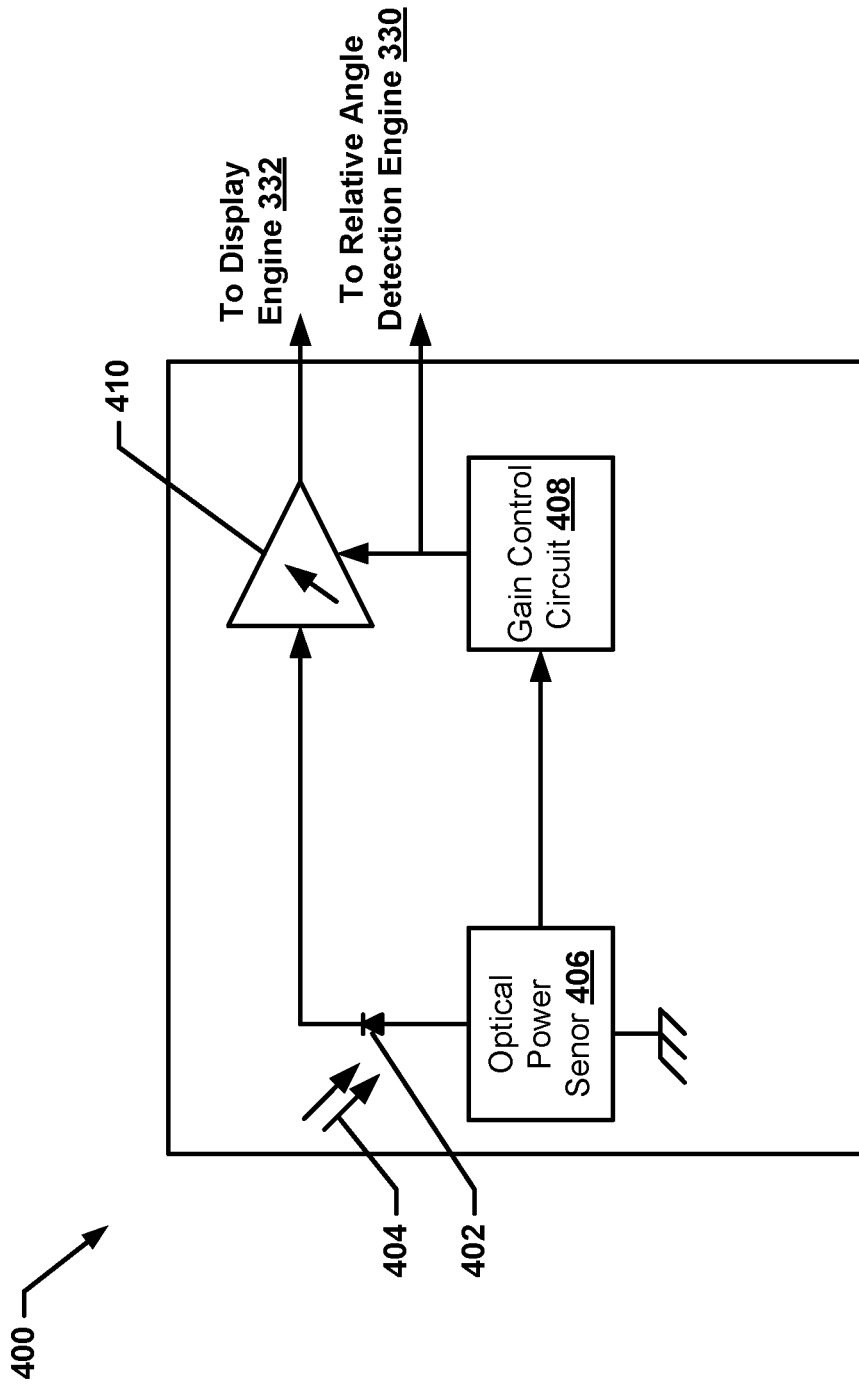 400
404
402
Optical
Power
Senor 406
Gain Control
Circuit 408
410
To Display
Engine 332
To Relative Angle
Detection Engine 330